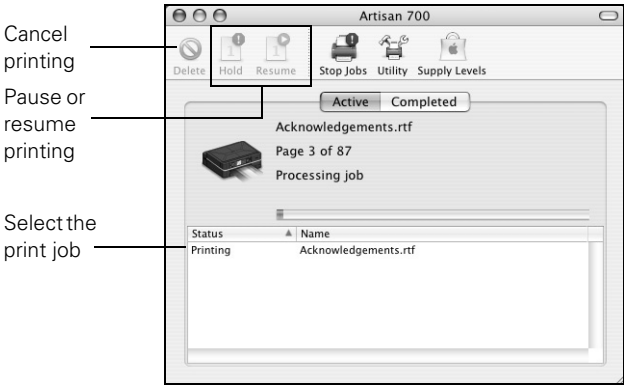 Artisan 700
Cancel
printing
Delete Hold Resume Stop Jobs Utility Supply Levels
Pause or
resume
printing
Active Completed
Acknowledgements.rtf
Page 3 of 87
Processing job
Select the
print job
Status Name
Printing Acknowledgements.rtf